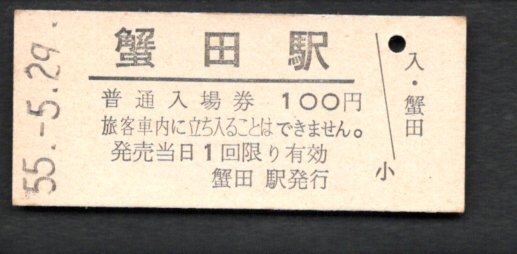 蟹田駅
普通入場券 100円
旅客車内に立ち入ることはできません。
発売当日1回限り有効
蟹田駅発行
55.-5.29.
入・蟹田
小